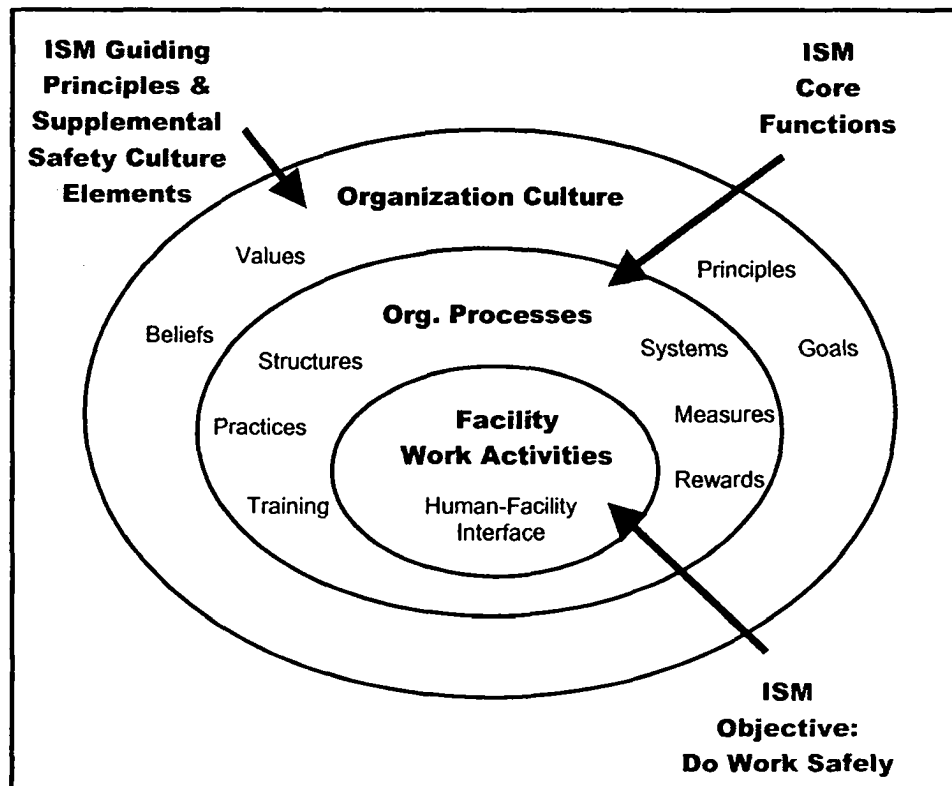 ISM Guiding
Principles &
Supplemental
Safety Culture
Elements
ISM
Core
Functions
Organization Culture
Values
Principles
Beliefs
Goals
Org. Processes
Structures
Systems
Practices
Measures
Training
Rewards
Facility
Work Activities
Human-Facility
Interface
ISM
Objective:
Do Work Safely